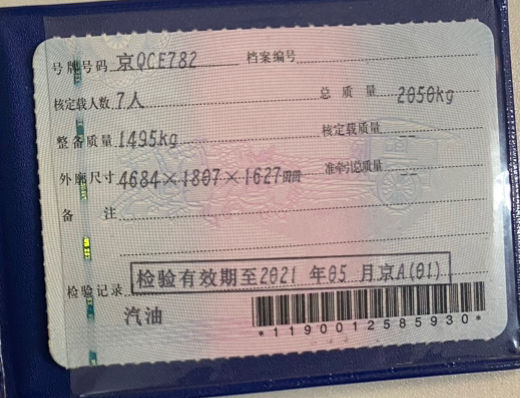 号牌号码 京QCE782 档案编号
核定载人数 7人 总质量 2050kg
整备质量 1495kg 核定载质量 --
外廓尺寸 4684×1807×1627mm 准牵引总质量 --
备注
检验记录 检验有效期至2021年05月京A(01)
汽油
*1190012585930*